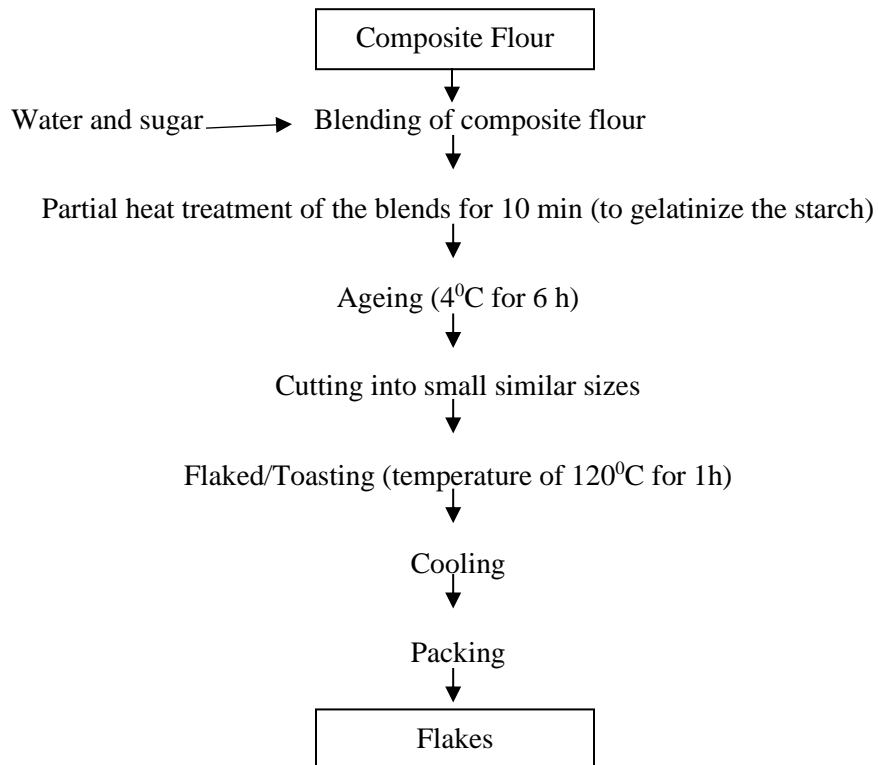 Composite Flour
Water and sugar Blending of composite flour
Partial heat treatment of the blends for 10 min (to gelatinize the starch)
Ageing (4⁰C for 6 h)
Cutting into small similar sizes
Flaked/Toasting (temperature of 120⁰C for 1h)
Cooling
Packing
Flakes